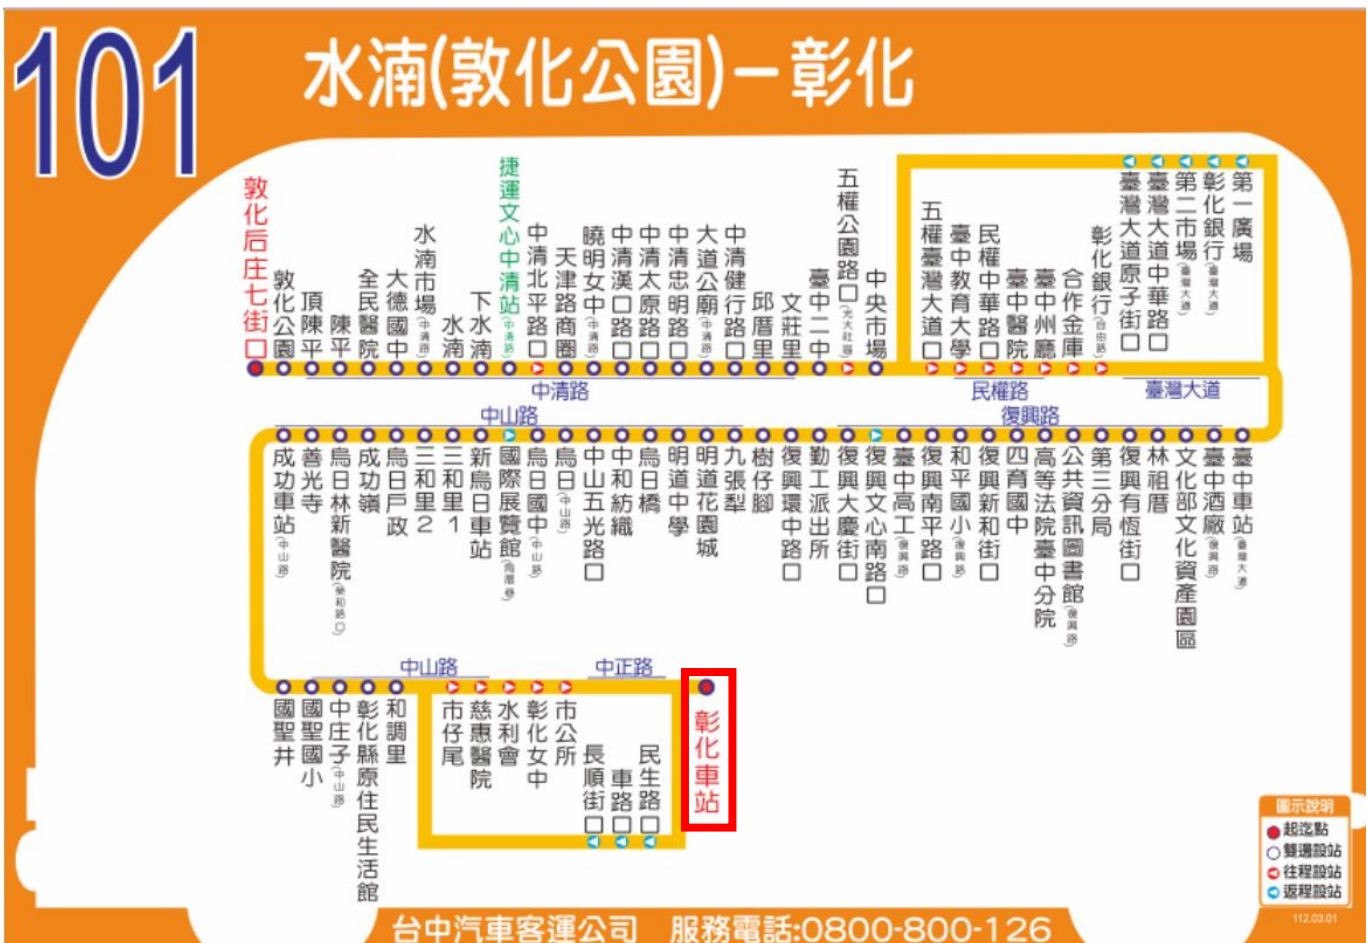 101
水湳(敦化公園)－彰化
敦化后庄七街口
敦化公園
頂陳平
陳平
全民醫院
大德國中
水湳市場(中清路)
水湳
下水湳
捷運文心中清站(中清路)
中清北平路口
天津路商圈
曉明女中(中清路)
中清漢口路口
中清太原路口
中清忠明路口
大道公廟(中清路)
中清健行路口
邱厝里
文莊里
臺中二中
五權公園路口(光大社區)
中央市場
五權臺灣大道口
臺中教育大學
民權中華路口
臺中醫院
臺中州廳
合作金庫
彰化銀行(自由路)
臺灣大道原子街口
臺灣大道中華路口
第二市場(臺灣大道)
彰化銀行(臺灣大道)
第一廣場
中清路
民權路
臺灣大道
中山路
復興路
成功車站(中山路)
善光寺
烏日林新醫院(榮和路口)
成功嶺
烏日戶政
三和里2
三和里1
新烏日車站
國際展覽館
烏日國中(中山路)
烏日(中山路)
中山五光路口
中和紡織
烏日橋
明道中學
明道花園城
九張犁
樹仔腳
復興環中路口
勤工派出所
復興大慶街口
復興文心南路口
臺中高工(復興路)
復興南平路口
和平國小(復興路)
復興新和街口
四育國中
高等法院臺中分院
公共資訊圖書館(復興路)
第三分局
復興有恆街口
林祖厝
文化部文化資產園區
臺中酒廠(復興路)
臺中車站(臺灣大道)
中山路
中正路
國聖井
國聖國小
中庄子(中山路)
彰化縣原住民生活館
和調里
市仔尾
慈惠醫院
水利會
彰化女中
市公所
長順街口
車路口
民生路口
彰化車站
圖示說明
起迄點
雙邊設站
往程設站
返程設站
112.03.01
台中汽車客運公司 服務電話:0800-800-126